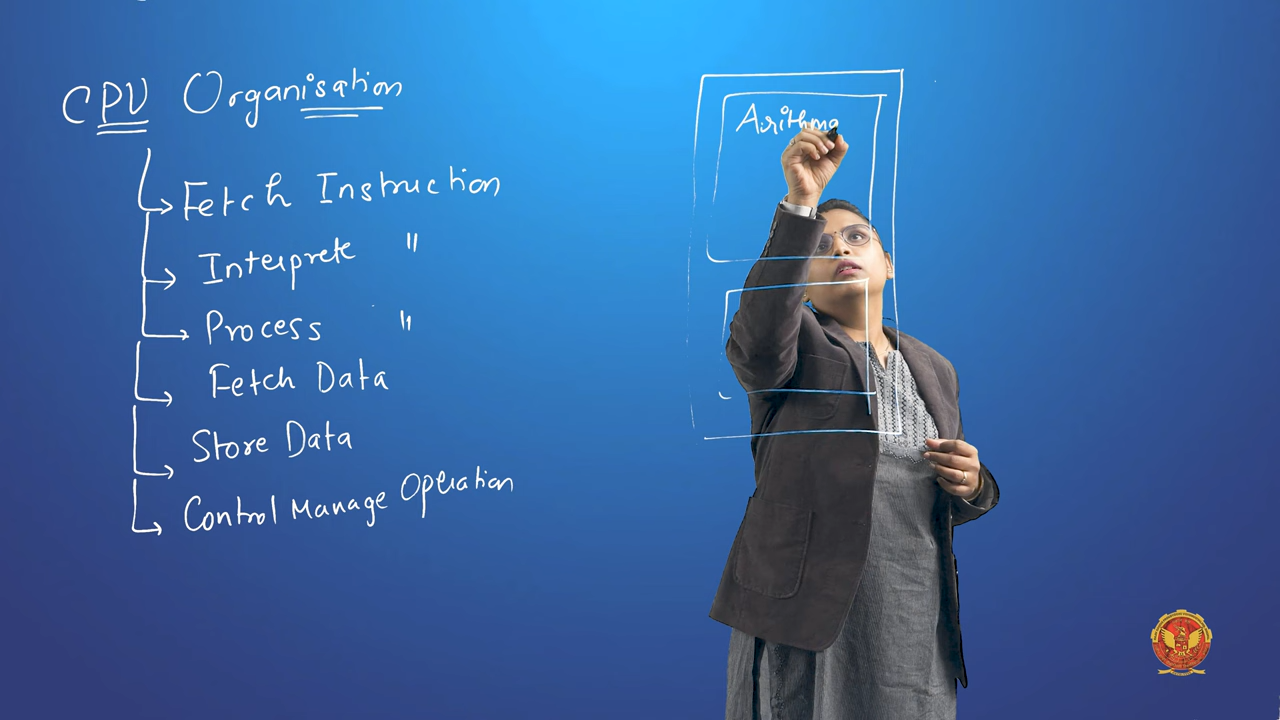 CPU Organisation
Fetch Instruction
Interprete "
Process "
Fetch Data
Store Data
Control Manage Operation
Arithma